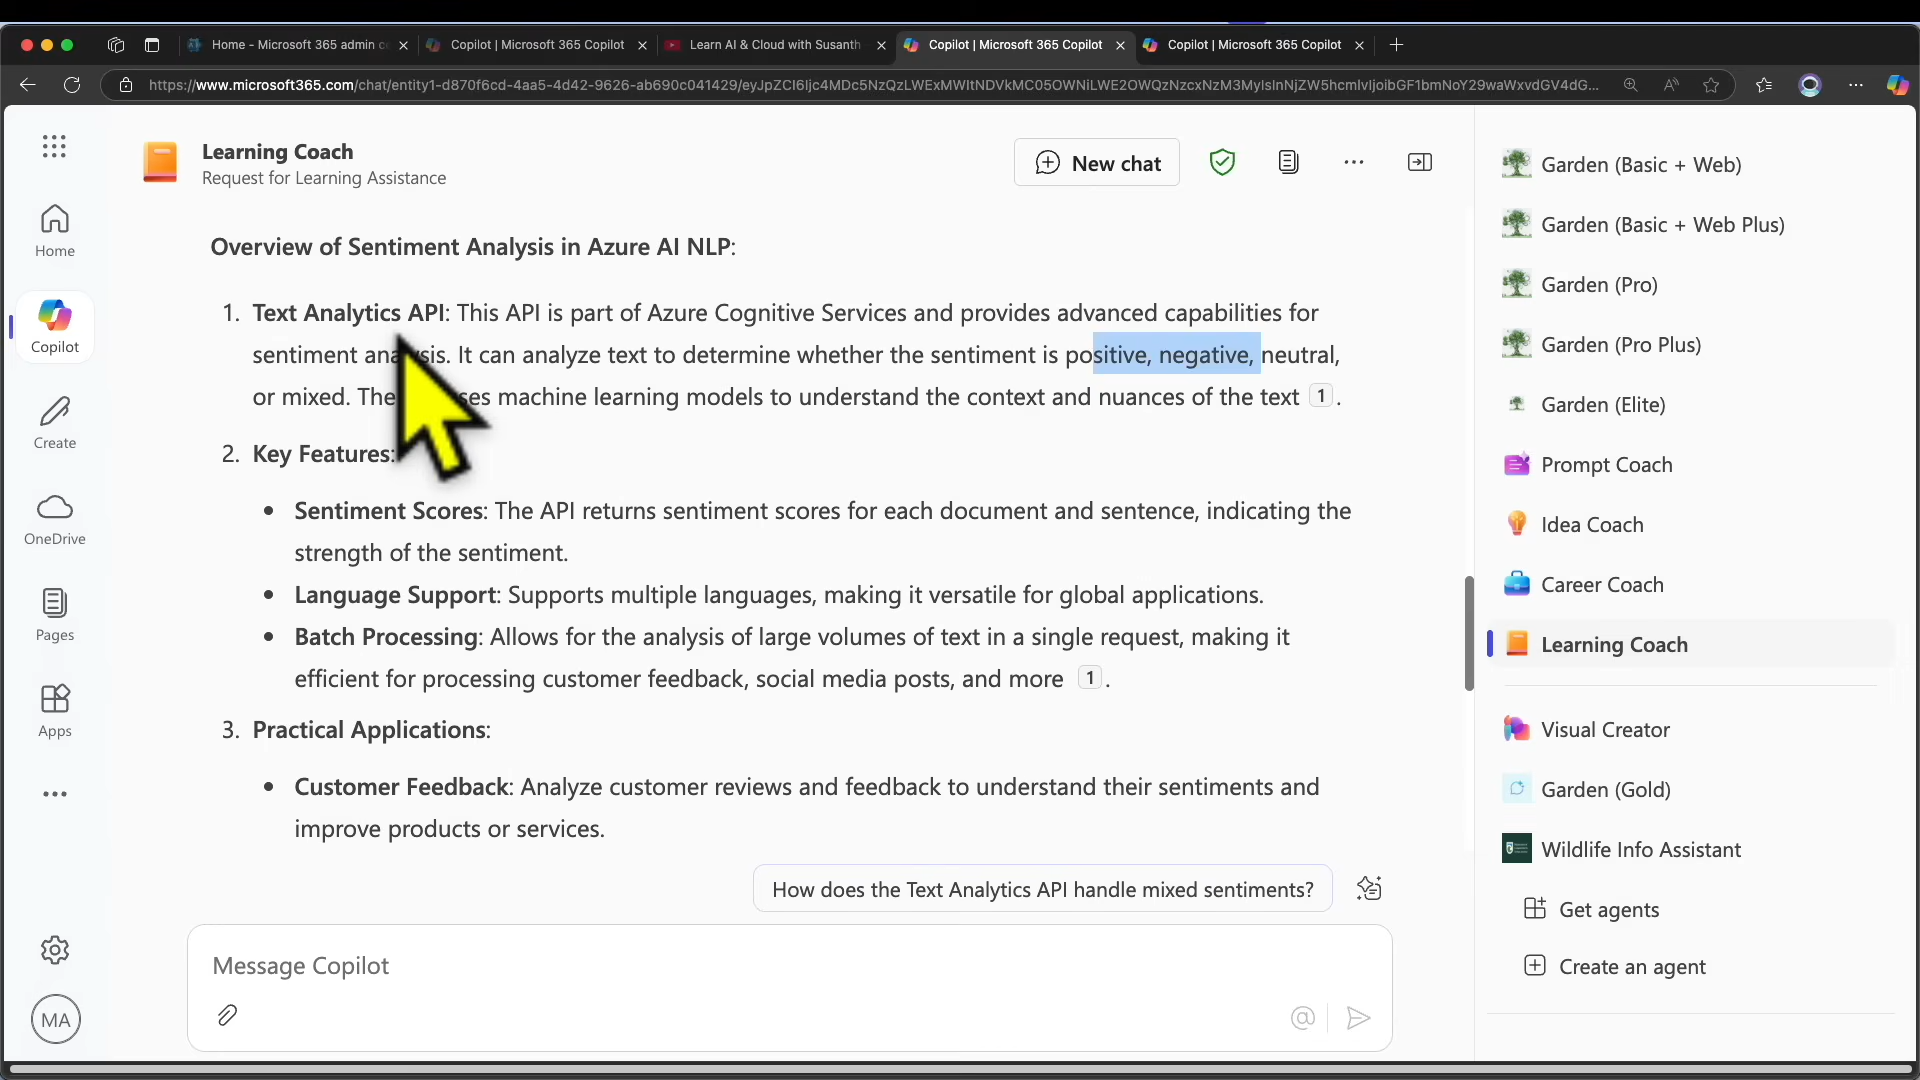 Home - Microsoft 365 admin c
Copilot | Microsoft 365 Copilot
Learn AI & Cloud with Susanth
Copilot | Microsoft 365 Copilot
Copilot | Microsoft 365 Copilot
https://www.microsoft365.com/chat/entity1-d870f6cd-4aa5-4d42-9626-ab690c041429/
Home
Copilot
Create
OneDrive
Pages
Apps
MA
Learning Coach
Request for Learning Assistance
New chat
Overview of Sentiment Analysis in Azure AI NLP:
1. Text Analytics API: This API is part of Azure Cognitive Services and provides advanced capabilities for
sentiment analysis. It can analyze text to determine whether the sentiment is positive, negative, neutral,
or mixed. The machine learning models to understand the context and nuances of the text 1.
2. Key Features:
• Sentiment Scores: The API returns sentiment scores for each document and sentence, indicating the
strength of the sentiment.
• Language Support: Supports multiple languages, making it versatile for global applications.
• Batch Processing: Allows for the analysis of large volumes of text in a single request, making it
efficient for processing customer feedback, social media posts, and more 1.
3. Practical Applications:
• Customer Feedback: Analyze customer reviews and feedback to understand their sentiments and
improve products or services.
How does the Text Analytics API handle mixed sentiments?
Message Copilot
Garden (Basic + Web)
Garden (Basic + Web Plus)
Garden (Pro)
Garden (Pro Plus)
Garden (Elite)
Prompt Coach
Idea Coach
Career Coach
Learning Coach
Visual Creator
Garden (Gold)
Wildlife Info Assistant
Get agents
Create an agent